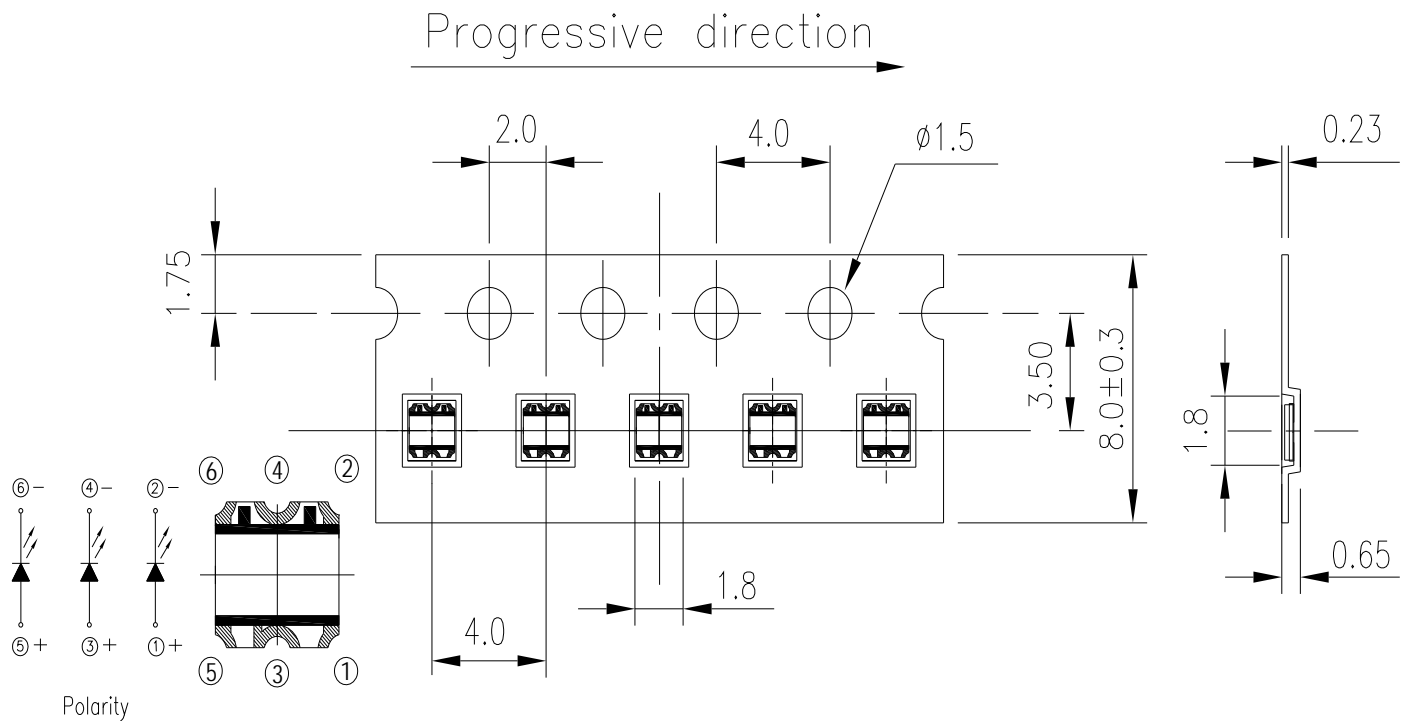 Progressive direction
2.0
4.0
ø1.5
0.23
1.75
3.50
8.0±0.3
1.8
⑥ ④ ②
⑥- ④- ②-
0.65
1.8
4.0
⑤+ ③+ ①+
⑤ ③ ①
Polarity